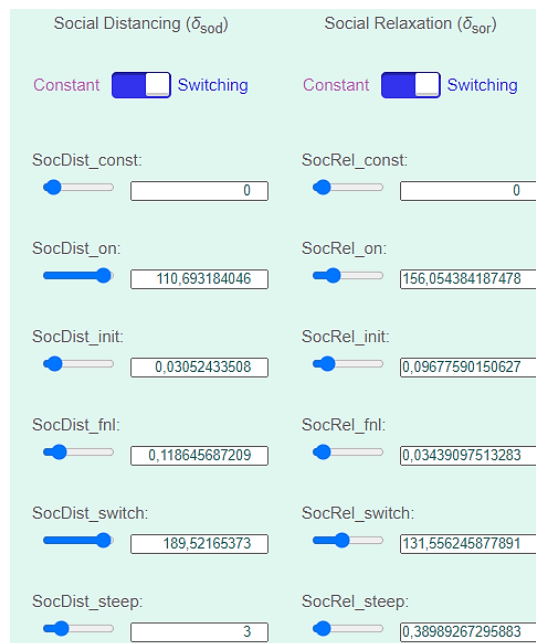 Social Distancing (δsod)
Social Relaxation (δsor)
Constant Switching
Constant Switching
SocDist_const:
SocRel_const:
0
0
SocDist_on:
SocRel_on:
110,693184046
156,054384187478
SocDist_init:
SocRel_init:
0,03052433508
0,09677590150627
SocDist_fnl:
SocRel_fnl:
0,118645687209
0,03439097513283
SocDist_switch:
SocRel_switch:
189,52165373
131,556245877891
SocDist_steep:
SocRel_steep:
3
0,38989267295883